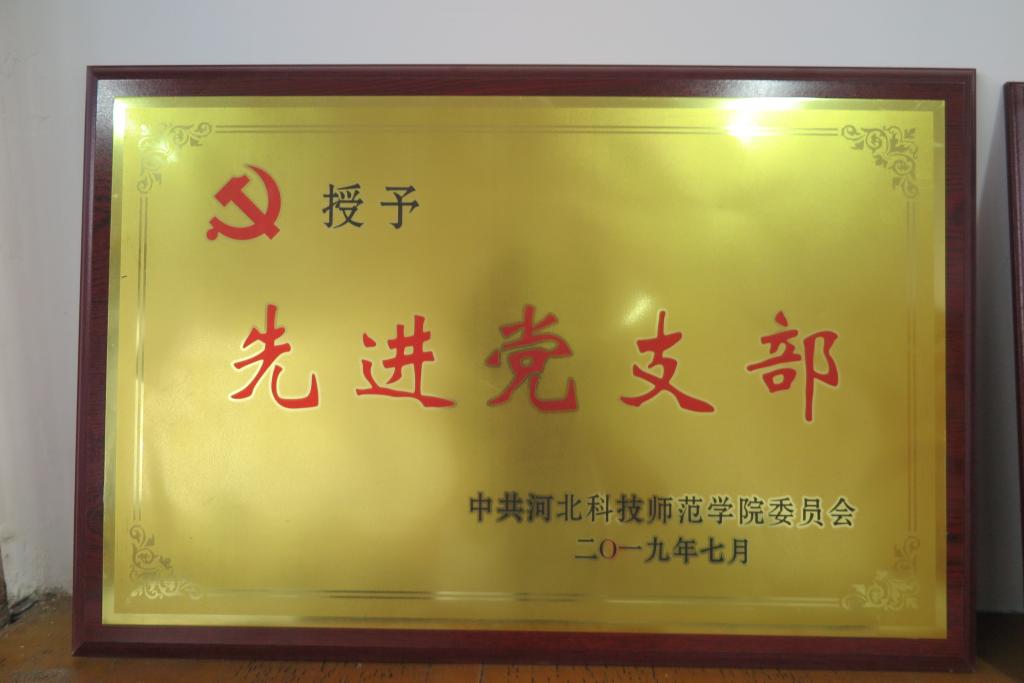 授予
先进党支部
中共河北科技师范学院委员会
二〇一九年七月